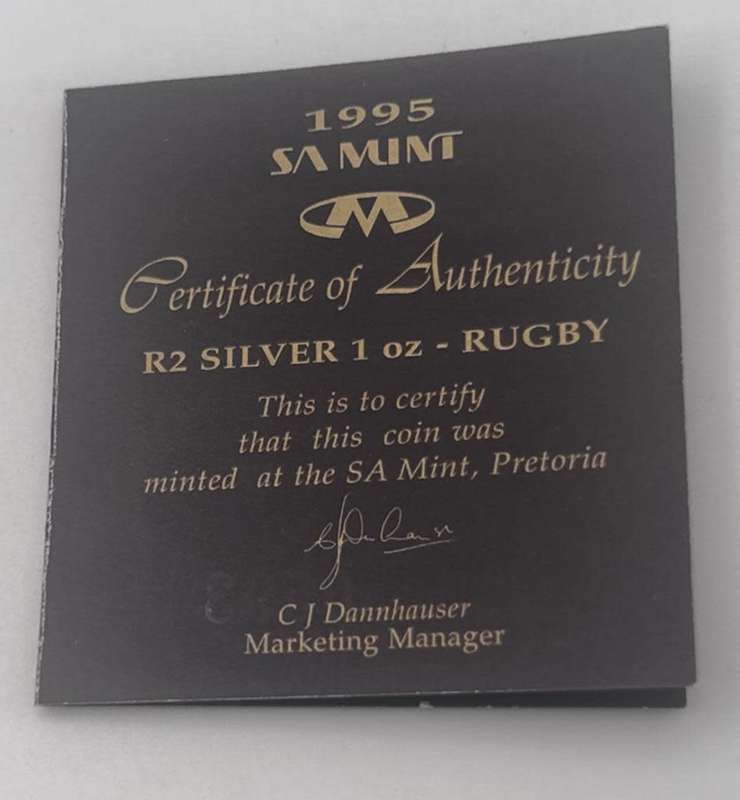 1995
SA MINT
Certificate of Authenticity
R2 SILVER 1 oz - RUGBY
This is to certify
that this coin was
minted at the SA Mint, Pretoria
C J Dannhauser
Marketing Manager